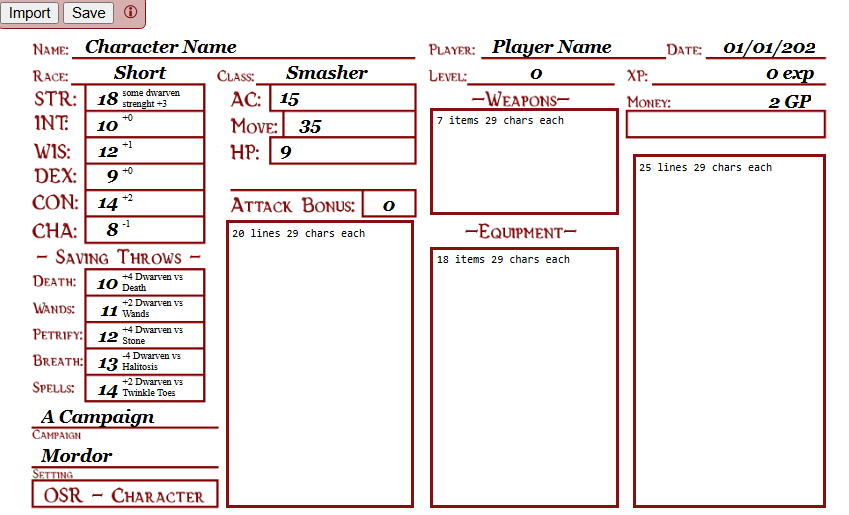 Import Save
NAME: Character Name PLAYER: Player Name DATE: 01/01/202
RACE: Short CLASS: Smasher LEVEL: 0 XP: 0 exp
STR: 18 some dwarven strenght +3 AC: 15 ~WEAPONS~ MONEY: 2 GP
INT: 10 +0 MOVE: 35 7 items 29 chars each
WIS: 12 +1 HP: 9
DEX: 9 +0 25 lines 29 chars each
CON: 14 +2 ATTACK BONUS: 0
CHA: 8 -1 20 lines 29 chars each ~EQUIPMENT~
~ SAVING THROWS ~ 18 items 29 chars each
DEATH: 10 +4 Dwarven vs Death
WANDS: 11 +2 Dwarven vs Wands
PETRIFY: 12 +4 Dwarven vs Stone
BREATH: 13 -4 Dwarven vs Halitosis
SPELLS: 14 +2 Dwarven vs Twinkle Toes
A Campaign
CAMPAIGN
Mordor
SETTING
OSR ~ CHARACTER